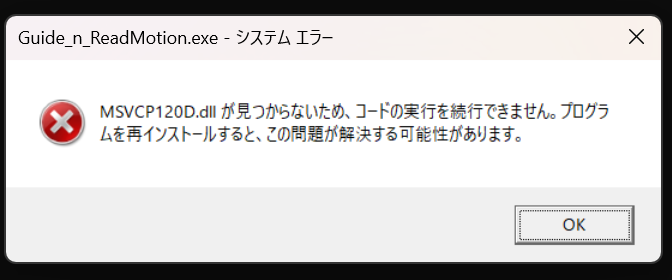 Guide_n_ReadMotion.exe - システム エラー
MSVCP120D.dll が見つからないため、コードの実行を続行できません。プログラ
ムを再インストールすると、この問題が解決する可能性があります。
OK